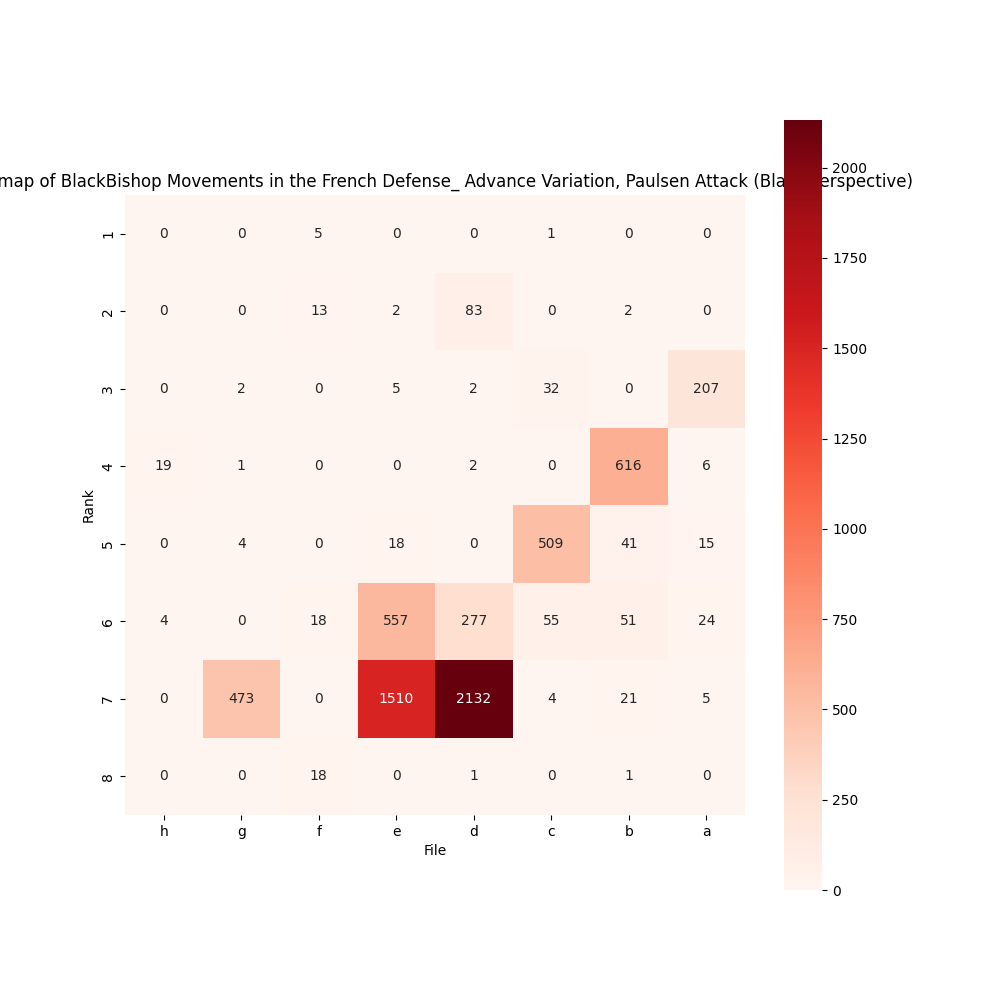 map of BlackBishop Movements in the French Defense_ Advance Variation, Paulsen Attack (Bla erspective)
1 0 0 5 0 0 1 0 0
2 0 0 13 2 83 0 2 0
3 0 2 0 5 2 32 0 207
4 19 1 0 0 2 0 616 6
5 0 4 0 18 0 509 41 15
6 4 0 18 557 277 55 51 24
7 0 473 0 1510 2132 4 21 5
8 0 0 18 0 1 0 1 0
h g f e d c b a
File
Rank
2000
1750
1500
1250
1000
750
500
250
0